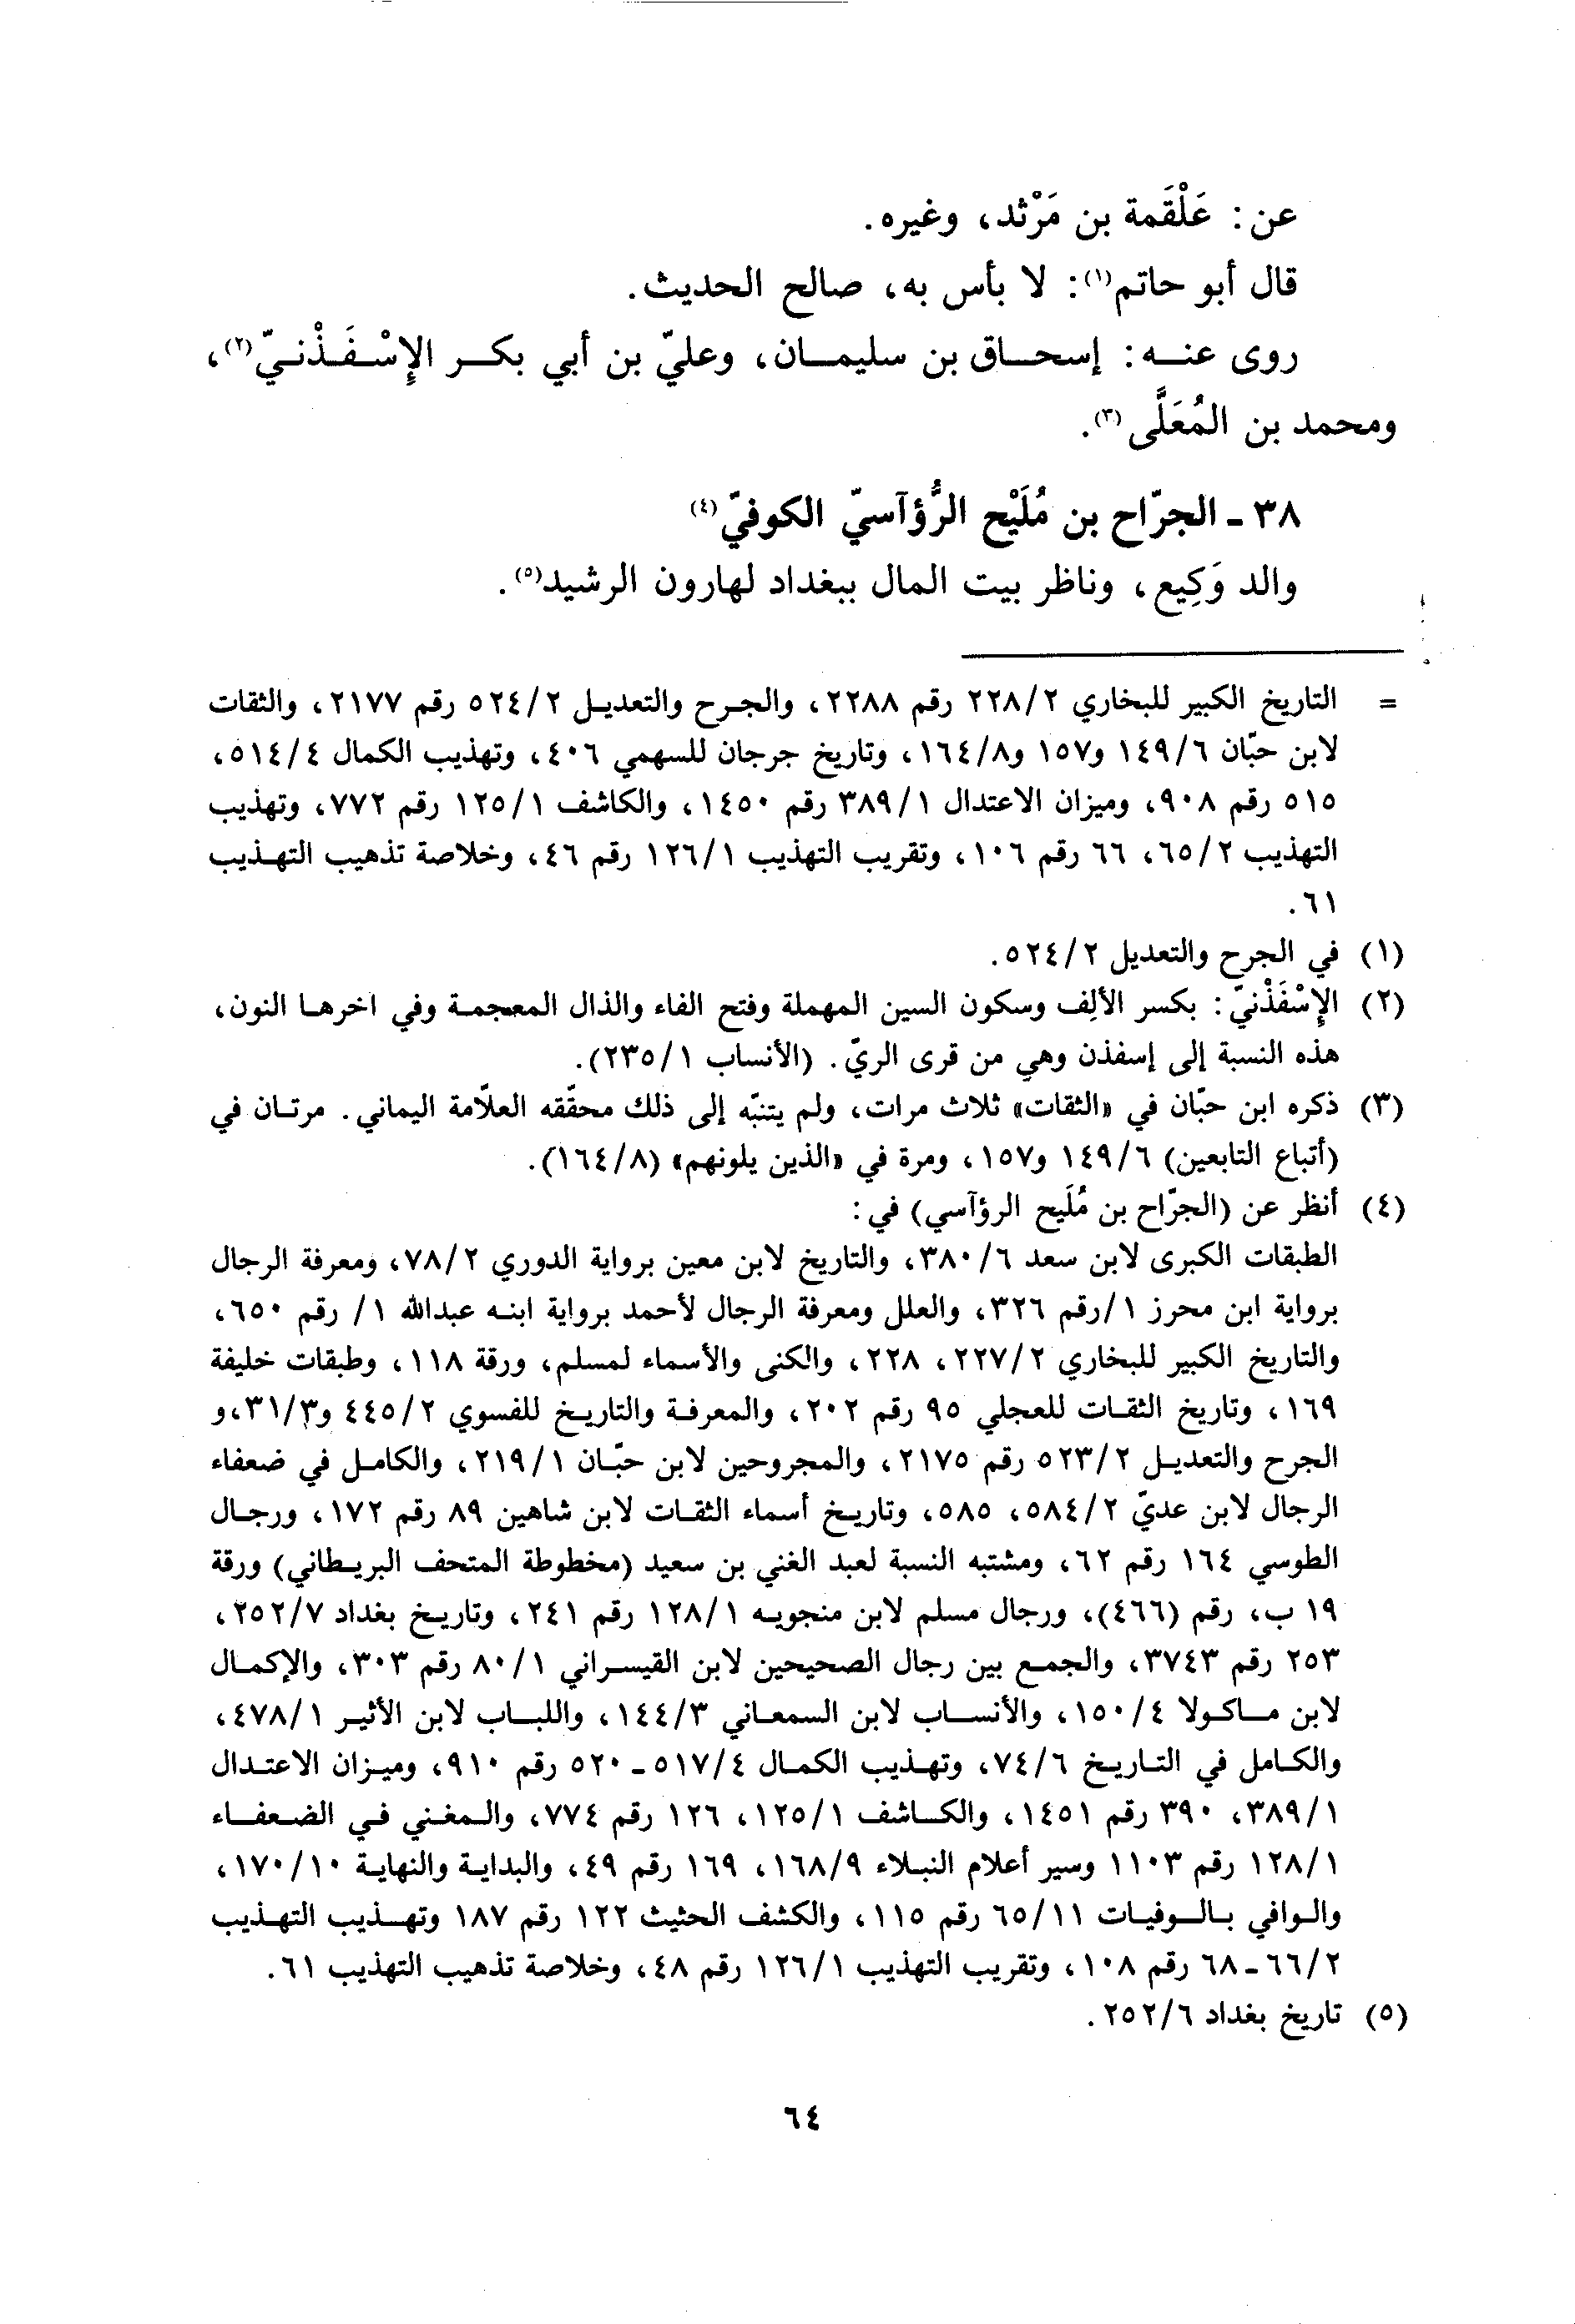 عن: عَلْقَمة بن مَرْثد، وغيره.
قال أبو حاتم(١): لا بأس به، صالح الحديث.
روى عنه: إسحاق بن سليمان، وعليّ بن أبي بكر الإسْفَذْنيّ(٢)،
ومحمد بن المُعَلَّى(٣).
٣٨ - الجرّاح بن مُلَيْح الرُّؤآسيّ الكوفيّ(٤)
والد وَكِيع، وناظر بيت المال ببغداد لهارون الرشيد(٥).
= التاريخ الكبير للبخاري ٢٢٨/٢ رقم ٢٢٨٨، والجرح والتعديل ٥٢٤/٢ رقم ٢١٧٧، والثقات
لابن حبّان ١٤٩/٦ و١٥٧ و١٦٤/٨، وتاريخ جرجان للسهمي ٤٠٦، وتهذيب الكمال ٥١٤/٤،
٥١٥ رقم ٩٠٨، وميزان الاعتدال ٣٨٩/١ رقم ١٤٥٠، والكاشف ١٢٥/١ رقم ٧٧٢، وتهذيب
التهذيب ٦٥/٢، ٦٦ رقم ١٠٦، وتقريب التهذيب ١٢٦/١ رقم ٤٦، وخلاصة تذهيب التهذيب
٦١.
(١) في الجرح والتعديل ٥٢٤/٢.
(٢) الإسْفَذْنيّ: بكسر الألِف وسكون السين المهملة وفتح الفاء والذال المعجمة وفي اخرها النون،
هذه النسبة إلى إسفذن وهي من قرى الريّ. (الأنساب ٢٣٥/١).
(٣) ذكره ابن حبّان في «الثقات» ثلاث مرات، ولم يتنبّه إلى ذلك محقّقه العلّامة اليماني. مرتان في
(أتباع التابعين) ١٤٩/٦ و١٥٧، ومرة في «الذين يلونهم» (١٦٤/٨).
(٤) أنظر عن (الجرّاح بن مُلَيح الرؤآسي) في:
الطبقات الكبرى لابن سعد ٣٨٠/٦، والتاريخ لابن معين برواية الدوري ٧٨/٢، ومعرفة الرجال
برواية ابن محرز ١/رقم ٣٢٦، والعلل ومعرفة الرجال لأحمد برواية ابنه عبدالله ١/ رقم ٦٥٠،
والتاريخ الكبير للبخاري ٢٢٧/٢، ٢٢٨، والكنى والأسماء لمسلم، ورقة ١١٨، وطبقات خليفة
١٦٩، وتاريخ الثقات للعجلي ٩٥ رقم ٢٠٢، والمعرفة والتاريخ للفسوي ٤٤٥/٢ و٣١/٣،و
الجرح والتعديل ٥٢٣/٢ رقم ٢١٧٥، والمجروحين لابن حبّان ٢١٩/١، والكامل في ضعفاء
الرجال لابن عديّ ٥٨٤/٢، ٥٨٥، وتاريخ أسماء الثقات لابن شاهين ٨٩ رقم ١٧٢، ورجال
الطوسي ١٦٤ رقم ٦٢، ومشتبه النسبة لعبد الغني بن سعيد (مخطوطة المتحف البريطاني) ورقة
١٩ ب، رقم (٤٦٦)، ورجال مسلم لابن منجويه ١٢٨/١ رقم ٢٤١، وتاريخ بغداد ٢٥٢/٧،
٢٥٣ رقم ٣٧٤٣، والجمع بين رجال الصحيحين لابن القيسراني ٨٠/١ رقم ٣٠٣، والإكمال
لابن ماكولا ١٥٠/٤، والأنساب لابن السمعاني ١٤٤/٣، واللباب لابن الأثير ٤٧٨/١،
والكامل في التاريخ ٧٤/٦، وتهذيب الكمال ٥١٧/٤ - ٥٢٠ رقم ٩١٠، وميزان الاعتدال
٣٨٩/١، ٣٩٠ رقم ١٤٥١، والكاشف ١٢٥/١، ١٢٦ رقم ٧٧٤، والمغني في الضعفاء
١٢٨/١ رقم ١١٠٣ وسير أعلام النبلاء ١٦٨/٩، ١٦٩ رقم ٤٩، والبداية والنهاية ١٧٠/١٠،
والوافي بالوفيات ٦٥/١١ رقم ١١٥، والكشف الحثيث ١٢٢ رقم ١٨٧ وتهذيب التهذيب
٦٦/٢ - ٦٨ رقم ١٠٨، وتقريب التهذيب ١٢٦/١ رقم ٤٨، وخلاصة تذهيب التهذيب ٦١.
(٥) تاريخ بغداد ٢٥٢/٦.
٦٤